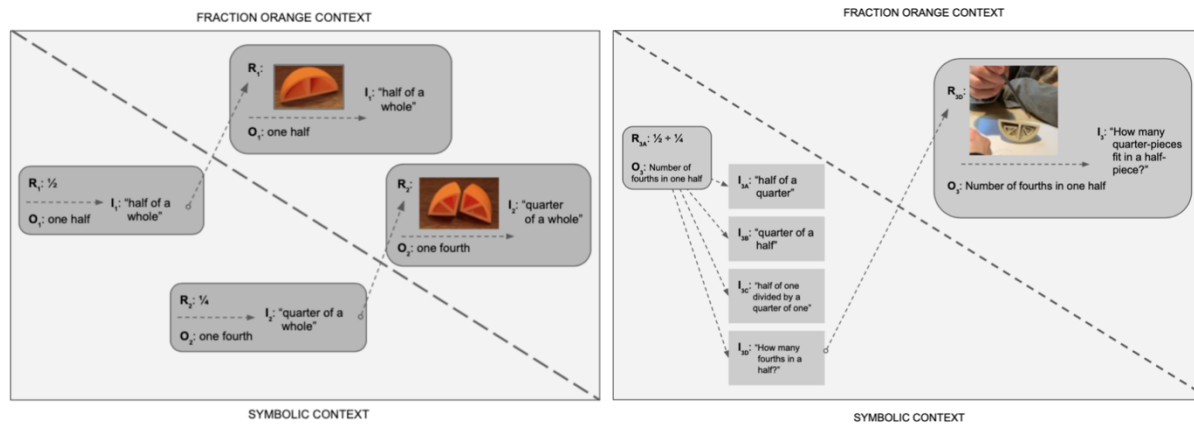 FRACTION ORANGE CONTEXT
R1:
I1: "half of a
whole"
O1: one half
R1: ½
I1: "half of a
whole"
O1: one half
R2:
I2: "quarter
of a whole"
O2: one fourth
R2: ¼
I2: "quarter of a
whole"
O2: one fourth
SYMBOLIC CONTEXT
FRACTION ORANGE CONTEXT
R3A: ½ ÷ ¼
O3: Number of
fourths in one half
I3A: "half of a
quarter"
I3B: "quarter of a
half"
I3C: "half of one
divided by a
quarter of one"
I3D: "How many
fourths in a
half?"
R3D:
I3: "How many
quarter-pieces
fit in a half-
piece?"
O3: Number of fourths in one half
SYMBOLIC CONTEXT